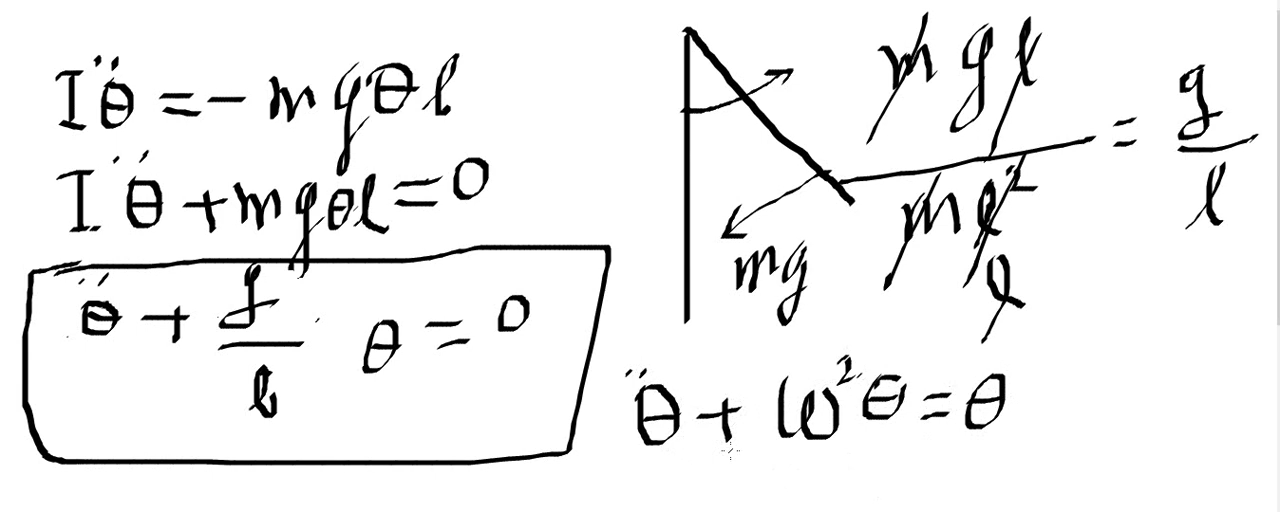 Iθ̈ = - mgθl
Iθ̈ + mgθl = 0
θ̈ + g/l θ = 0
mg
mgl/ml² = g/l
l
θ̈ + ω²θ = θ